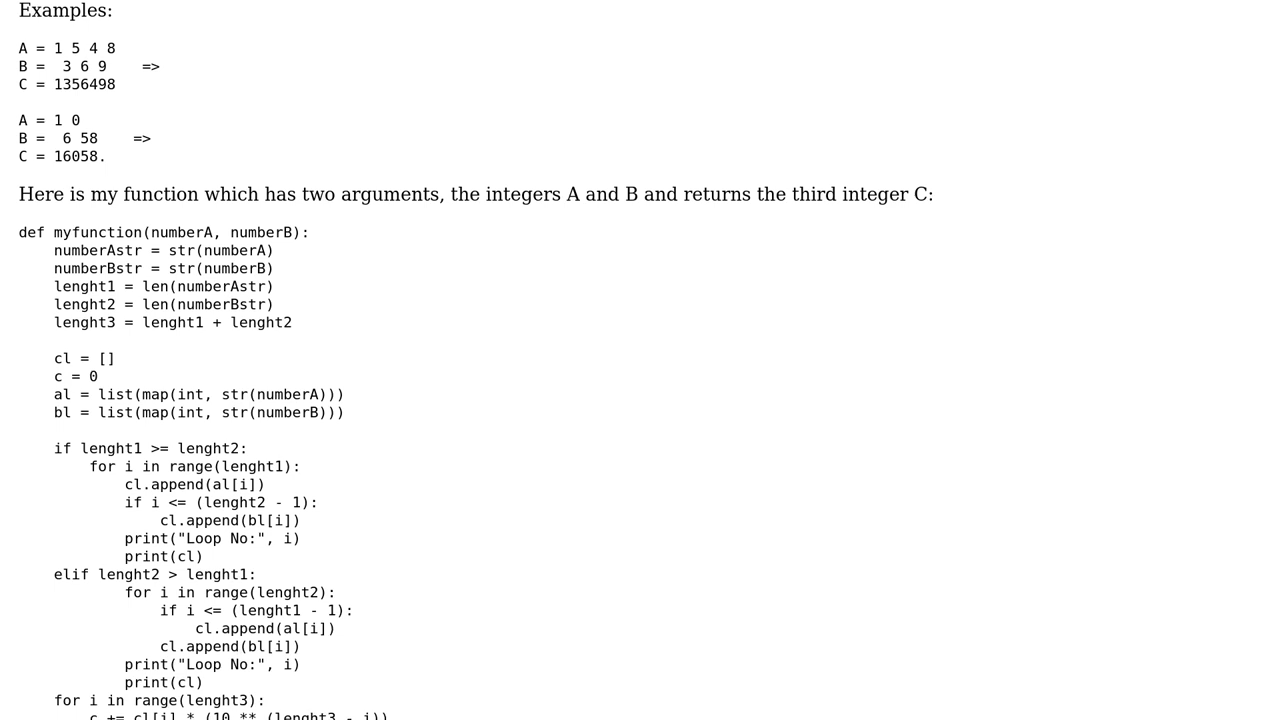 Examples:
A = 1 5 4 8
B =  3 6 9    =>
C = 1356498
A = 1 0
B =  6 58    =>
C = 16058.
Here is my function which has two arguments, the integers A and B and returns the third integer C:
def myfunction(numberA, numberB):
    numberAstr = str(numberA)
    numberBstr = str(numberB)
    lenght1 = len(numberAstr)
    lenght2 = len(numberBstr)
    lenght3 = lenght1 + lenght2
    cl = []
    c = 0
    al = list(map(int, str(numberA)))
    bl = list(map(int, str(numberB)))
    if lenght1 >= lenght2:
        for i in range(lenght1):
            cl.append(al[i])
            if i <= (lenght2 - 1):
                cl.append(bl[i])
            print("Loop No:", i)
            print(cl)
    elif lenght2 > lenght1:
            for i in range(lenght2):
                if i <= (lenght1 - 1):
                    cl.append(al[i])
                cl.append(bl[i])
            print("Loop No:", i)
            print(cl)
    for i in range(lenght3):
        c += cl[i] * (10 ** (lenght3 - i))